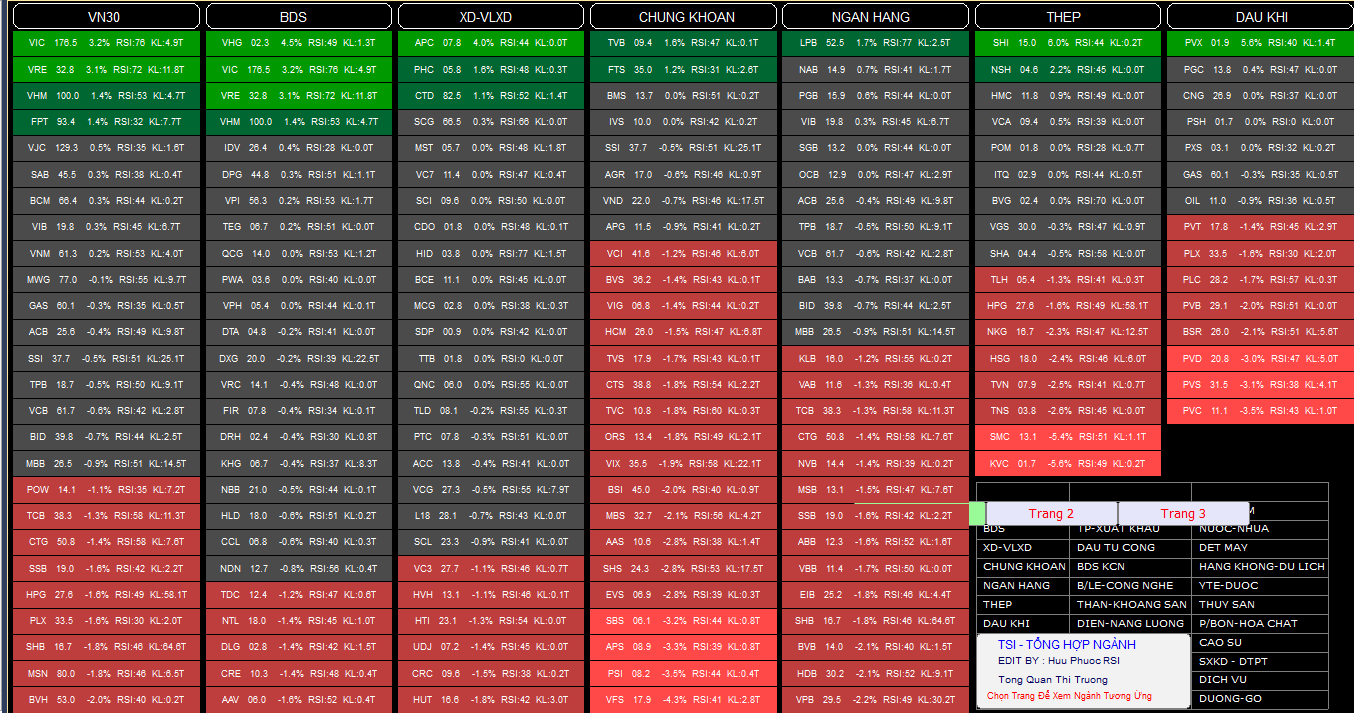 VN30
VIC 176.5 3.2% RSI:76 KL:4.9T
VRE 32.8 3.1% RSI:72 KL:11.8T
VHM 100.0 1.4% RSI:53 KL:4.7T
FPT 93.4 1.4% RSI:32 KL:7.7T
VJC 129.3 0.5% RSI:35 KL:1.6T
SAB 45.5 0.3% RSI:38 KL:0.4T
BCM 66.4 0.3% RSI:44 KL:0.2T
VIB 19.8 0.3% RSI:45 KL:6.7T
VNM 61.3 0.2% RSI:53 KL:4.0T
MWG 77.0 -0.1% RSI:55 KL:9.7T
GAS 60.1 -0.3% RSI:35 KL:0.5T
ACB 25.6 -0.4% RSI:49 KL:9.8T
SSI 37.7 -0.5% RSI:51 KL:25.1T
TPB 18.7 -0.5% RSI:50 KL:9.1T
VCB 61.7 -0.6% RSI:42 KL:2.8T
BID 39.8 -0.7% RSI:44 KL:2.5T
MBB 26.5 -0.9% RSI:51 KL:14.5T
POW 14.1 -1.1% RSI:35 KL:7.2T
TCB 38.3 -1.3% RSI:58 KL:11.3T
CTG 50.8 -1.4% RSI:58 KL:7.6T
SSB 19.0 -1.6% RSI:42 KL:2.2T
HPG 27.6 -1.6% RSI:49 KL:58.1T
PLX 33.5 -1.6% RSI:30 KL:2.0T
SHB 16.7 -1.8% RSI:46 KL:64.6T
MSN 80.0 -1.8% RSI:46 KL:6.5T
BVH 53.0 -2.0% RSI:40 KL:0.2T
BDS
VHG 02.3 4.5% RSI:49 KL:1.3T
VIC 176.5 3.2% RSI:76 KL:4.9T
VRE 32.8 3.1% RSI:72 KL:11.8T
VHM 100.0 1.4% RSI:53 KL:4.7T
IDV 26.4 0.4% RSI:28 KL:0.0T
DPG 44.8 0.3% RSI:51 KL:1.1T
VPI 56.3 0.2% RSI:53 KL:1.7T
TEG 06.7 0.2% RSI:51 KL:0.0T
QCG 14.0 0.0% RSI:53 KL:1.2T
PWA 03.6 0.0% RSI:40 KL:0.0T
VPH 05.4 0.0% RSI:44 KL:0.1T
DTA 04.8 -0.2% RSI:41 KL:0.0T
DXG 20.0 -0.2% RSI:39 KL:22.5T
VRC 14.1 -0.4% RSI:48 KL:0.0T
FIR 07.8 -0.4% RSI:34 KL:0.1T
DRH 02.4 -0.4% RSI:30 KL:0.8T
KHG 06.7 -0.4% RSI:37 KL:8.3T
NBB 21.0 -0.5% RSI:44 KL:0.1T
HLD 18.0 -0.6% RSI:51 KL:0.2T
CCL 06.8 -0.6% RSI:40 KL:0.3T
NDN 12.7 -0.8% RSI:56 KL:0.4T
TDC 12.4 -1.2% RSI:47 KL:0.6T
NTL 18.0 -1.4% RSI:45 KL:1.0T
DLG 02.8 -1.4% RSI:42 KL:1.5T
CRE 10.3 -1.4% RSI:48 KL:0.4T
AAV 06.0 -1.6% RSI:52 KL:0.4T
XD-VLXD
APC 07.8 4.0% RSI:44 KL:0.0T
PHC 05.8 1.6% RSI:48 KL:0.3T
CTD 82.5 1.1% RSI:52 KL:1.4T
SCG 66.5 0.3% RSI:66 KL:0.0T
MST 05.7 0.0% RSI:48 KL:1.8T
VC7 11.4 0.0% RSI:47 KL:0.4T
SCI 09.6 0.0% RSI:50 KL:0.0T
CDO 01.8 0.0% RSI:48 KL:0.1T
HID 03.8 0.0% RSI:77 KL:1.5T
BCE 11.1 0.0% RSI:45 KL:0.0T
MCG 02.8 0.0% RSI:38 KL:0.3T
SDP 00.9 0.0% RSI:42 KL:0.0T
TTB 01.8 0.0% RSI:0 KL:0.0T
QNC 06.0 0.0% RSI:55 KL:0.0T
TLD 08.1 -0.2% RSI:55 KL:0.3T
PTC 07.8 -0.3% RSI:51 KL:0.0T
ACC 13.8 -0.4% RSI:41 KL:0.0T
VCG 27.3 -0.5% RSI:55 KL:7.9T
L18 28.1 -0.7% RSI:43 KL:0.0T
SCL 23.3 -0.9% RSI:41 KL:0.0T
VC3 27.7 -1.1% RSI:46 KL:0.7T
HVH 13.1 -1.1% RSI:46 KL:0.1T
HTI 23.1 -1.3% RSI:54 KL:0.0T
UDJ 07.2 -1.4% RSI:45 KL:0.0T
CRC 09.6 -1.5% RSI:38 KL:0.2T
HUT 16.6 -1.8% RSI:42 KL:3.0T
CHUNG KHOAN
TVB 09.4 1.6% RSI:47 KL:0.1T
FTS 35.0 1.2% RSI:31 KL:2.6T
BMS 13.7 0.0% RSI:51 KL:0.2T
IVS 10.0 0.0% RSI:42 KL:0.2T
SSI 37.7 -0.5% RSI:51 KL:25.1T
AGR 17.0 -0.6% RSI:46 KL:0.9T
VND 22.0 -0.7% RSI:46 KL:17.5T
APG 11.5 -0.9% RSI:41 KL:0.2T
VCI 41.6 -1.2% RSI:46 KL:6.0T
BVS 36.2 -1.4% RSI:43 KL:0.1T
VIG 06.8 -1.4% RSI:44 KL:0.2T
HCM 26.0 -1.5% RSI:47 KL:6.8T
TVS 17.9 -1.7% RSI:43 KL:0.1T
CTS 38.8 -1.8% RSI:54 KL:2.2T
TVC 10.8 -1.8% RSI:60 KL:0.3T
ORS 13.4 -1.8% RSI:49 KL:2.1T
VIX 35.5 -1.9% RSI:58 KL:22.1T
BSI 45.0 -2.0% RSI:40 KL:0.9T
MBS 32.7 -2.1% RSI:56 KL:4.2T
AAS 10.6 -2.8% RSI:38 KL:1.4T
SHS 24.3 -2.8% RSI:53 KL:17.5T
EVS 06.9 -2.8% RSI:39 KL:0.3T
SBS 06.1 -3.2% RSI:44 KL:0.8T
APS 08.9 -3.3% RSI:39 KL:0.8T
PSI 08.2 -3.5% RSI:44 KL:0.4T
VFS 17.9 -4.3% RSI:41 KL:2.8T
NGAN HANG
LPB 52.5 1.7% RSI:77 KL:2.5T
NAB 14.9 0.7% RSI:41 KL:1.7T
PGB 15.9 0.6% RSI:44 KL:0.0T
VIB 19.8 0.3% RSI:45 KL:6.7T
SGB 13.2 0.0% RSI:44 KL:0.0T
OCB 12.9 0.0% RSI:47 KL:2.9T
ACB 25.6 -0.4% RSI:49 KL:9.8T
TPB 18.7 -0.5% RSI:50 KL:9.1T
VCB 61.7 -0.6% RSI:42 KL:2.8T
BAB 13.3 -0.7% RSI:37 KL:0.0T
BID 39.8 -0.7% RSI:44 KL:2.5T
MBB 26.5 -0.9% RSI:51 KL:14.5T
KLB 16.0 -1.2% RSI:55 KL:0.2T
VAB 11.6 -1.3% RSI:36 KL:0.4T
TCB 38.3 -1.3% RSI:58 KL:11.3T
CTG 50.8 -1.4% RSI:58 KL:7.6T
NVB 14.4 -1.4% RSI:39 KL:0.2T
MSB 13.1 -1.5% RSI:47 KL:7.6T
SSB 19.0 -1.6% RSI:42 KL:2.2T
ABB 12.3 -1.6% RSI:52 KL:1.6T
VBB 11.4 -1.7% RSI:50 KL:0.0T
EIB 25.2 -1.8% RSI:46 KL:4.4T
SHB 16.7 -1.8% RSI:46 KL:64.6T
BVB 14.0 -2.1% RSI:40 KL:1.5T
HDB 30.2 -2.1% RSI:52 KL:9.1T
VPB 29.5 -2.2% RSI:49 KL:30.2T
THEP
SHI 15.0 6.0% RSI:44 KL:0.2T
NSH 04.6 2.2% RSI:45 KL:0.0T
HMC 11.8 0.9% RSI:49 KL:0.0T
VCA 09.4 0.5% RSI:39 KL:0.0T
POM 01.8 0.0% RSI:28 KL:0.7T
ITQ 02.9 0.0% RSI:44 KL:0.5T
BVG 02.4 0.0% RSI:70 KL:0.0T
VGS 30.0 -0.3% RSI:47 KL:0.9T
SHA 04.4 -0.5% RSI:58 KL:0.0T
TLH 05.4 -1.3% RSI:41 KL:0.3T
HPG 27.6 -1.6% RSI:49 KL:58.1T
NKG 16.7 -2.3% RSI:47 KL:12.5T
HSG 18.0 -2.4% RSI:46 KL:6.0T
TVN 07.9 -2.5% RSI:41 KL:0.7T
TNS 03.8 -2.6% RSI:45 KL:0.0T
SMC 13.1 -5.4% RSI:51 KL:1.1T
KVC 01.7 -5.6% RSI:49 KL:0.2T
DAU KHI
PVX 01.9 5.6% RSI:40 KL:1.4T
PGC 13.8 0.4% RSI:47 KL:0.0T
CNG 26.9 0.0% RSI:37 KL:0.0T
PSH 01.7 0.0% RSI:0 KL:0.0T
PXS 03.1 0.0% RSI:32 KL:0.2T
GAS 60.1 -0.3% RSI:35 KL:0.5T
OIL 11.0 -0.9% RSI:36 KL:0.5T
PVT 17.8 -1.4% RSI:45 KL:2.9T
PLX 33.5 -1.6% RSI:30 KL:2.0T
PLC 28.2 -1.7% RSI:57 KL:0.3T
PVB 29.1 -2.0% RSI:51 KL:0.0T
BSR 26.0 -2.1% RSI:51 KL:5.6T
PVD 20.8 -3.0% RSI:47 KL:5.0T
PVS 31.5 -3.1% RSI:38 KL:4.1T
PVC 11.1 -3.5% RSI:43 KL:1.0T
Trang 2 Trang 3
BDS TP-XUAT KHAU NUOC-NHUA
XD-VLXD DAU TU CONG DET MAY
CHUNG KHOAN BDS KCN HANG KHONG-DU LICH
NGAN HANG B/LE-CONG NGHE YTE-DUOC
THEP THAN-KHOANG SAN THUY SAN
DAU KHI DIEN-NANG LUONG P/BON-HOA CHAT
CAO SU
SXKD - DTPT
DICH VU
DUONG-GO
TSI - TỔNG HỢP NGÀNH
EDIT BY : Huu Phuoc RSI
Tong Quan Thi Truong
Chọn Trang Để Xem Ngành Tương Ứng